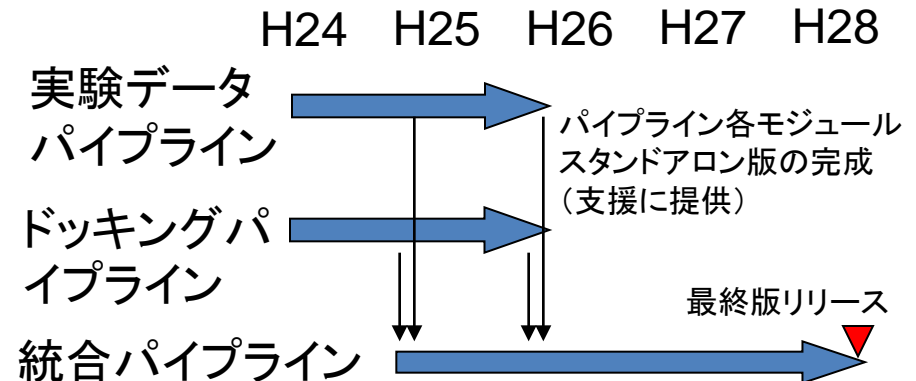 H24 H25 H26 H27 H28
実験データ
パイプライン
パイプライン各モジュール
スタンドアロン版の完成
（支援に提供）
ドッキングパ
イプライン
最終版リリース
統合パイプライン